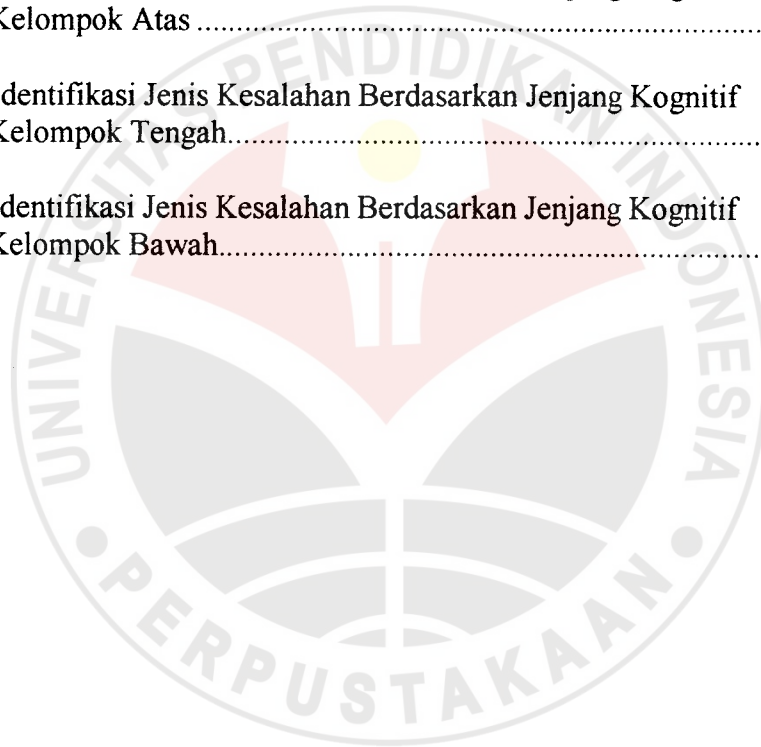 Kelompok Atas ........................................................................
dentifikasi Jenis Kesalahan Berdasarkan Jenjang Kognitif
Kelompok Tengah.....................................................................
dentifikasi Jenis Kesalahan Berdasarkan Jenjang Kognitif
Kelompok Bawah......................................................................
UNIVERSITAS PENDIDIKAN INDONESIA
PERPUSTAKAAN